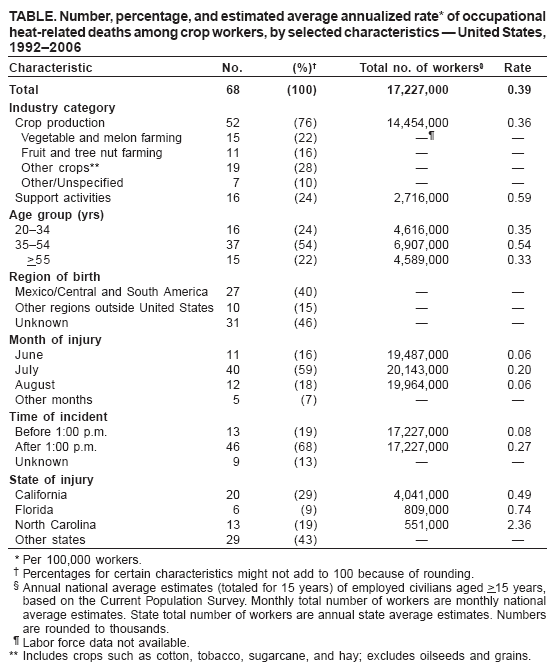 TABLE. Number, percentage, and estimated average annualized rate* of occupational
heat-related deaths among crop workers, by selected characteristics — United States,
1992–2006
Characteristic No. (%)† Total no. of workers§ Rate
Total 68 (100) 17,227,000 0.39
Industry category
Crop production 52 (76) 14,454,000 0.36
Vegetable and melon farming 15 (22) —¶ —
Fruit and tree nut farming 11 (16) — —
Other crops** 19 (28) — —
Other/Unspecified 7 (10) — —
Support activities 16 (24) 2,716,000 0.59
Age group (yrs)
20–34 16 (24) 4,616,000 0.35
35–54 37 (54) 6,907,000 0.54
≥55 15 (22) 4,589,000 0.33
Region of birth
Mexico/Central and South America 27 (40) — —
Other regions outside United States 10 (15) — —
Unknown 31 (46) — —
Month of injury
June 11 (16) 19,487,000 0.06
July 40 (59) 20,143,000 0.20
August 12 (18) 19,964,000 0.06
Other months 5 (7) — —
Time of incident
Before 1:00 p.m. 13 (19) 17,227,000 0.08
After 1:00 p.m. 46 (68) 17,227,000 0.27
Unknown 9 (13) — —
State of injury
California 20 (29) 4,041,000 0.49
Florida 6 (9) 809,000 0.74
North Carolina 13 (19) 551,000 2.36
Other states 29 (43) — —
* Per 100,000 workers.
† Percentages for certain characteristics might not add to 100 because of rounding.
§ Annual national average estimates (totaled for 15 years) of employed civilians aged ≥15 years,
based on the Current Population Survey. Monthly total number of workers are monthly national
average estimates. State total number of workers are annual state average estimates. Numbers
are rounded to thousands.
¶ Labor force data not available.
** Includes crops such as cotton, tobacco, sugarcane, and hay; excludes oilseeds and grains.